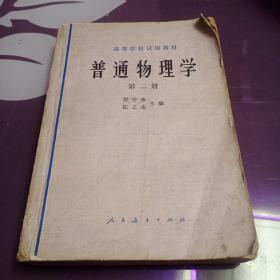 高等学校试用教材
普通物理学
第二册
程守洙
江之永
主编
人民教育出版社